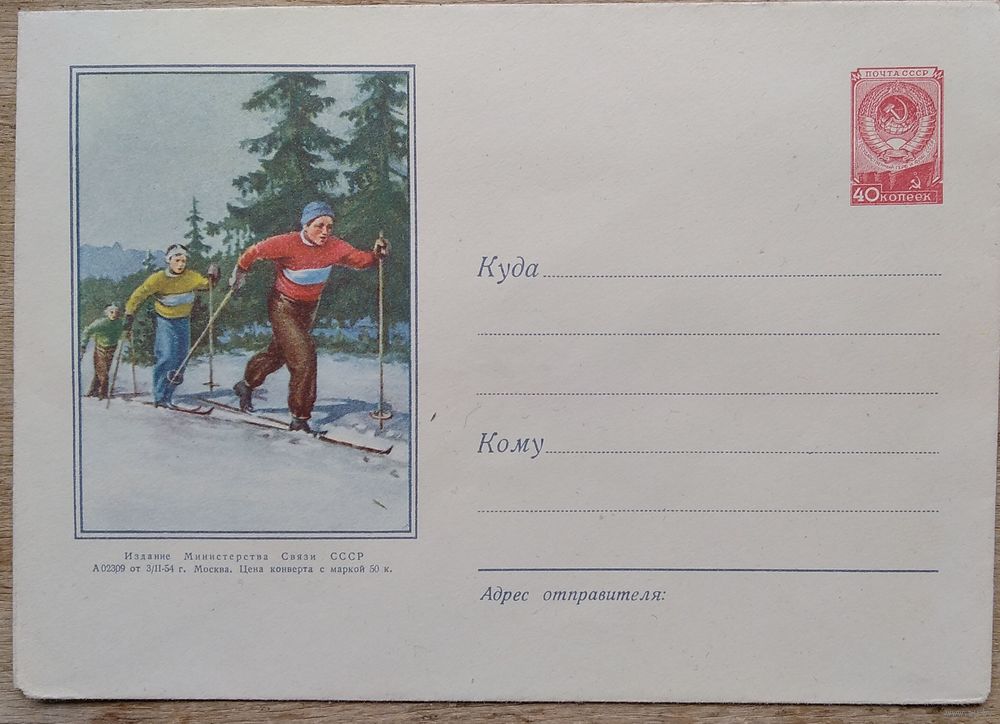 ПОЧТА СССР
40 КОПЕЕК
Куда
Кому
Адрес отправителя:
Издание Министерства Связи СССР
А 02309 от 3/II-54 г. Москва. Цена конверта с маркой 50 к.